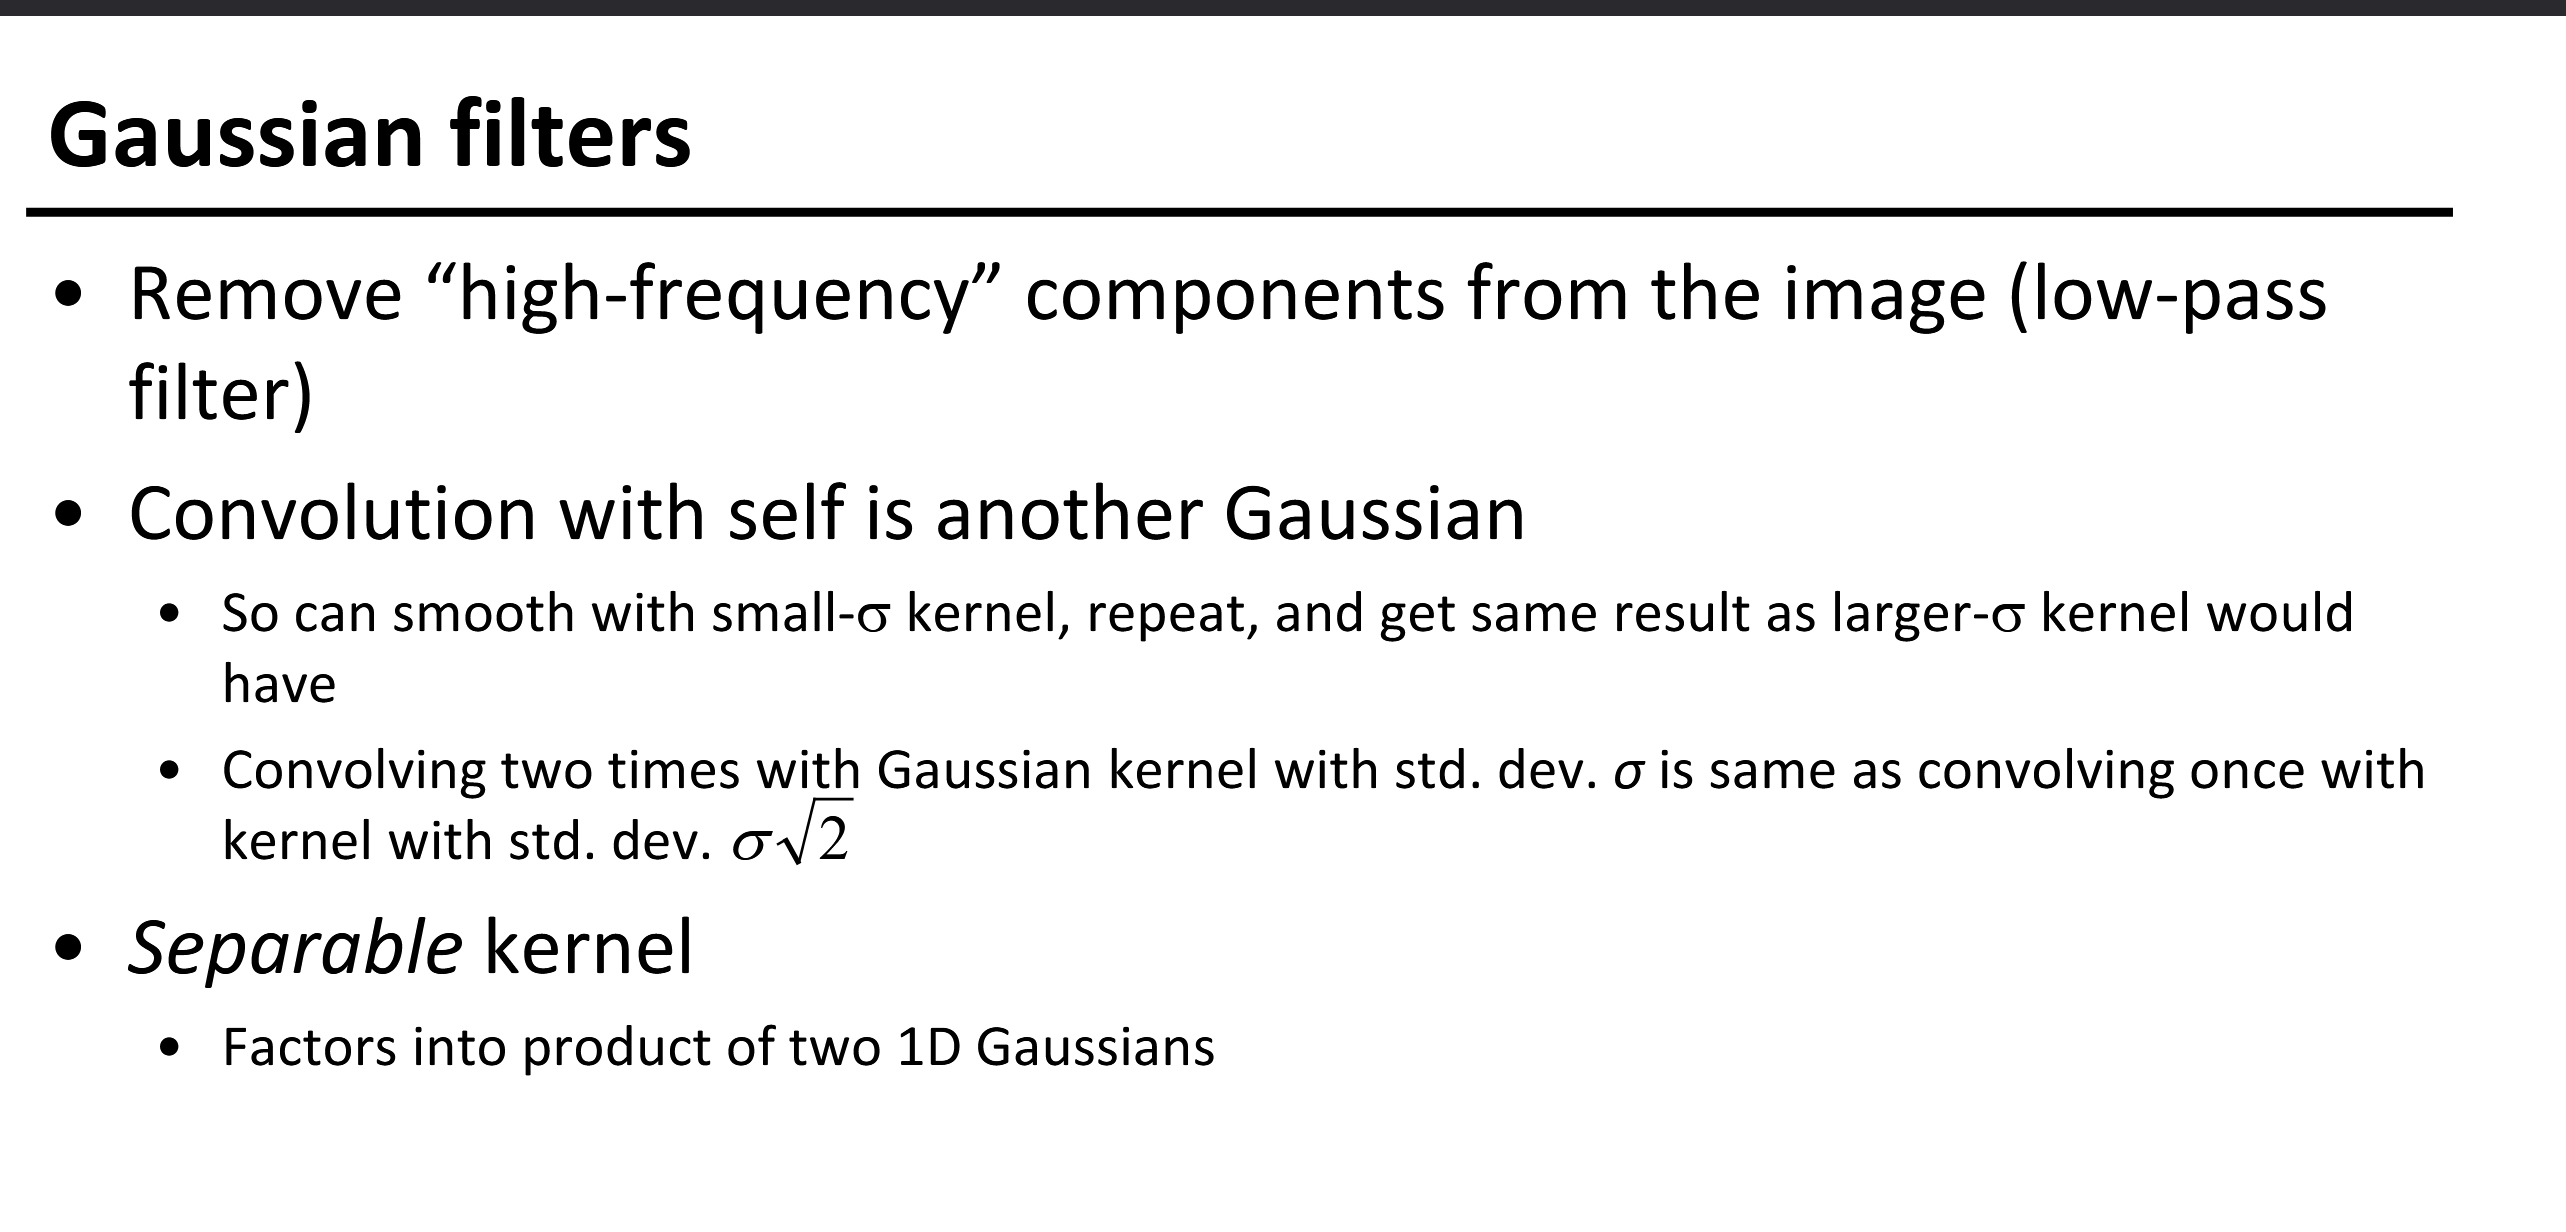 Gaussian filters
• Remove “high-frequency” components from the image (low-pass
filter)
• Convolution with self is another Gaussian
• So can smooth with small-σ kernel, repeat, and get same result as larger-σ kernel would
have
• Convolving two times with Gaussian kernel with std. dev. σ is same as convolving once with
kernel with std. dev. σ√2
• Separable kernel
• Factors into product of two 1D Gaussians